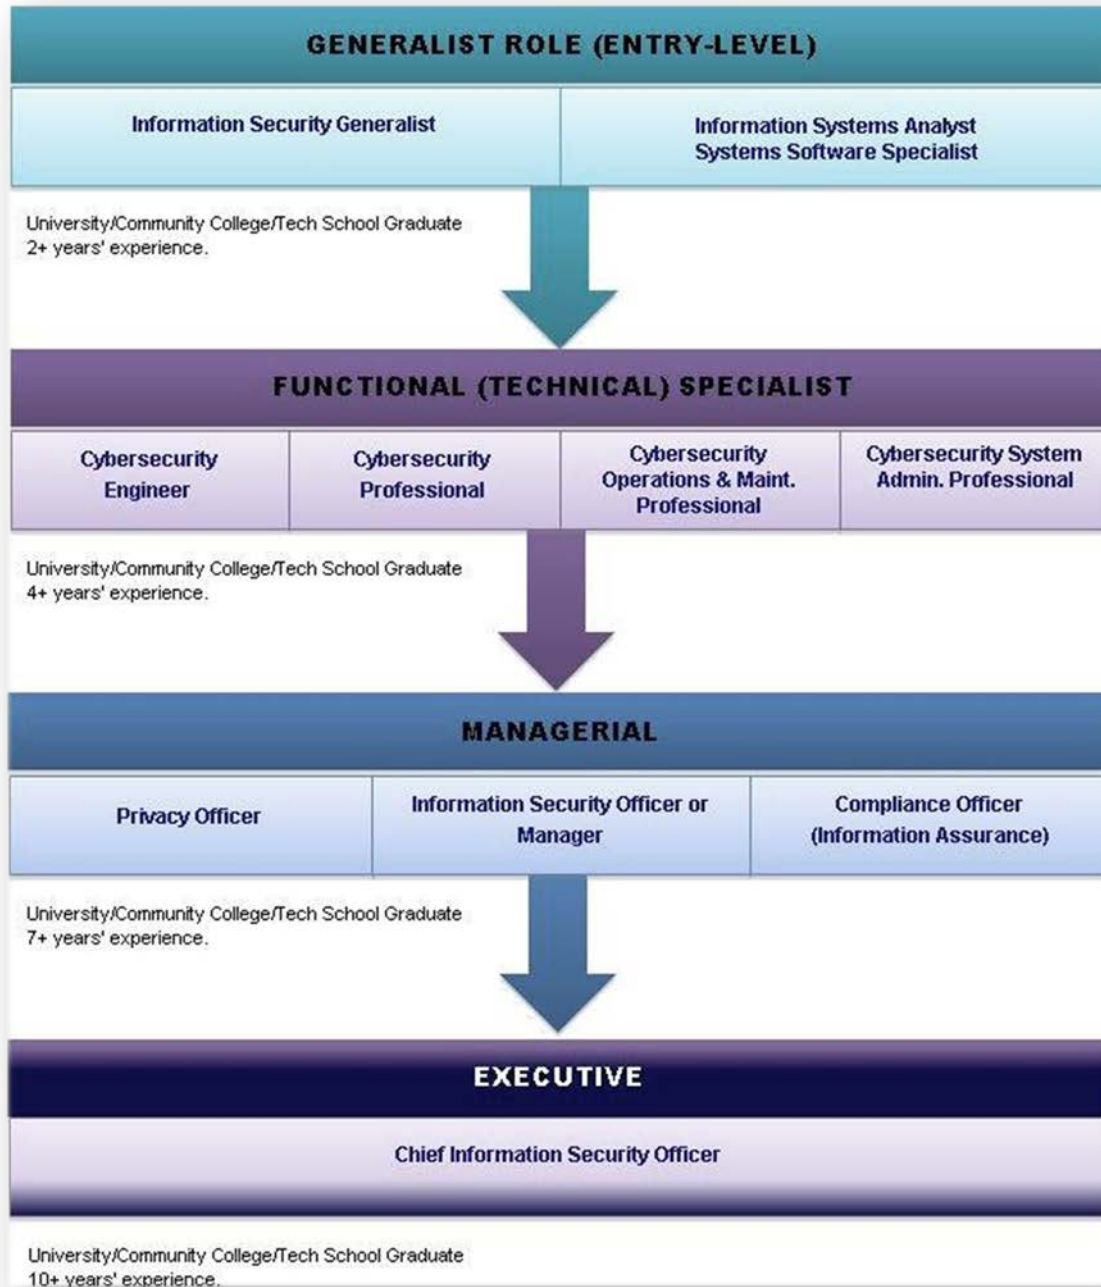 GENERALIST ROLE (ENTRY-LEVEL)
Information Security Generalist
Information Systems Analyst
Systems Software Specialist
University/Community College/Tech School Graduate
2+ years' experience.
FUNCTIONAL (TECHNICAL) SPECIALIST
Cybersecurity
Engineer
Cybersecurity
Professional
Cybersecurity
Operations & Maint.
Professional
Cybersecurity System
Admin. Professional
University/Community College/Tech School Graduate
4+ years' experience.
MANAGERIAL
Privacy Officer
Information Security Officer or
Manager
Compliance Officer
(Information Assurance)
University/Community College/Tech School Graduate
7+ years' experience.
EXECUTIVE
Chief Information Security Officer
University/Community College/Tech School Graduate
10+ years' experience.